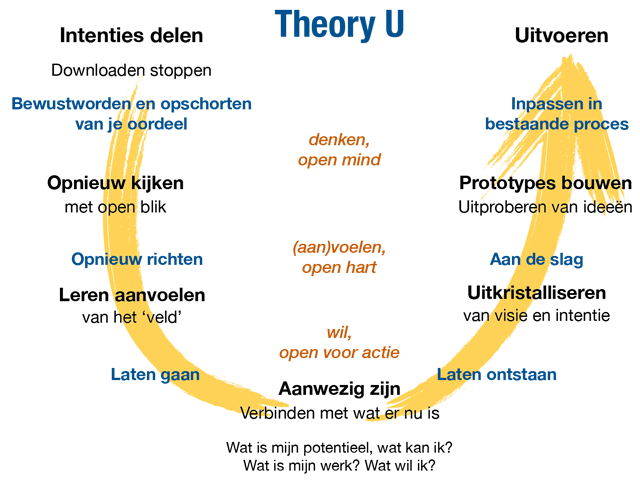 Theory U
Intenties delen
Downloaden stoppen
Bewustworden en opschorten
van je oordeel
Opnieuw kijken
met open blik
Opnieuw richten
Leren aanvoelen
van het ‘veld’
Laten gaan
denken,
open mind
(aan)voelen,
open hart
wil,
open voor actie
Aanwezig zijn
Verbinden met wat er nu is
Wat is mijn potentieel, wat kan ik?
Wat is mijn werk? Wat wil ik?
Uitvoeren
Inpassen in
bestaande proces
Prototypes bouwen
Uitproberen van ideeën
Aan de slag
Uitkristalliseren
van visie en intentie
Laten ontstaan